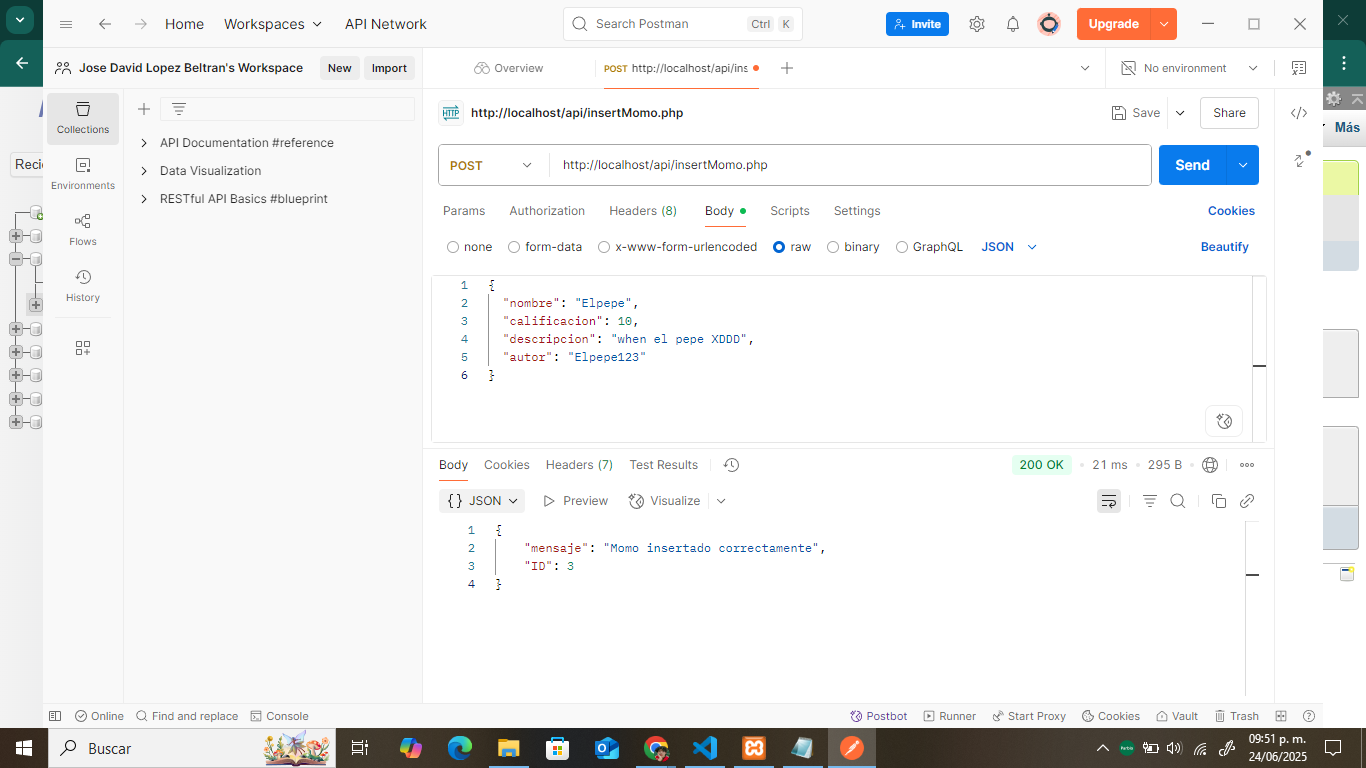 Home
Workspaces
API Network
Search Postman
Ctrl
K
Invite
Upgrade
Jose David Lopez Beltran's Workspace
New
Import
Overview
POST http://localhost/api/ins
No environment
Collections
Environments
Flows
History
API Documentation #reference
Data Visualization
RESTful API Basics #blueprint
HTTP
http://localhost/api/insertMomo.php
Save
Share
Más
POST
http://localhost/api/insertMomo.php
Send
Params
Authorization
Headers (8)
Body
Scripts
Settings
Cookies
none
form-data
x-www-form-urlencoded
raw
binary
GraphQL
JSON
Beautify
1 {
2 "nombre": "Elpepe",
3 "calificacion": 10,
4 "descripcion": "when el pepe XDDD",
5 "autor": "Elpepe123"
6 }
Body
Cookies
Headers (7)
Test Results
200 OK
21 ms
295 B
{} JSON
Preview
Visualize
1 {
2 "mensaje": "Momo insertado correctamente",
3 "ID": 3
4 }
Online
Find and replace
Console
Postbot
Runner
Start Proxy
Cookies
Vault
Trash
Buscar
09:51 p. m.
24/06/2025